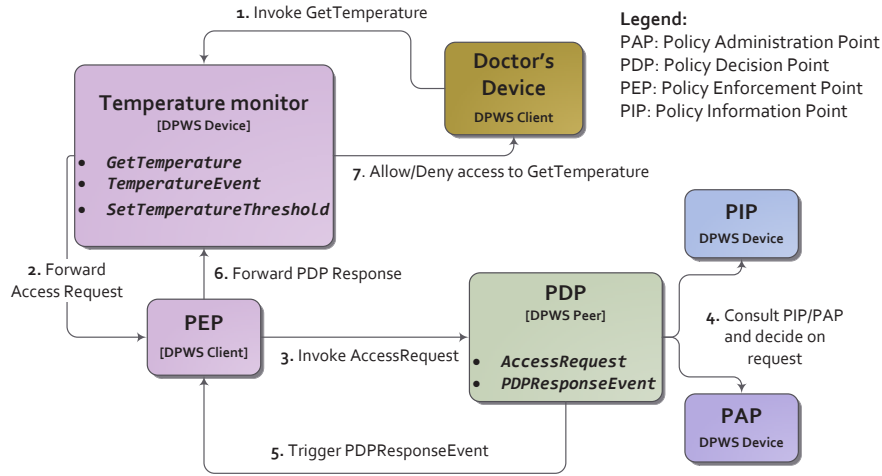 1. Invoke GetTemperature
Legend:
PAP: Policy Administration Point
PDP: Policy Decision Point
PEP: Policy Enforcement Point
PIP: Policy Information Point
Doctor's
Device
DPWS Client
Temperature monitor
[DPWS Device]
• GetTemperature
• TemperatureEvent
• SetTemperatureThreshold
7. Allow/Deny access to GetTemperature
PIP
DPWS Device
2. Forward
Access Request
6. Forward PDP Response
PDP
[DPWS Peer]
• AccessRequest
• PDPResponseEvent
4. Consult PIP/PAP
and decide on
request
PEP
[DPWS Client]
3. Invoke AccessRequest
PAP
DPWS Device
5. Trigger PDPResponseEvent